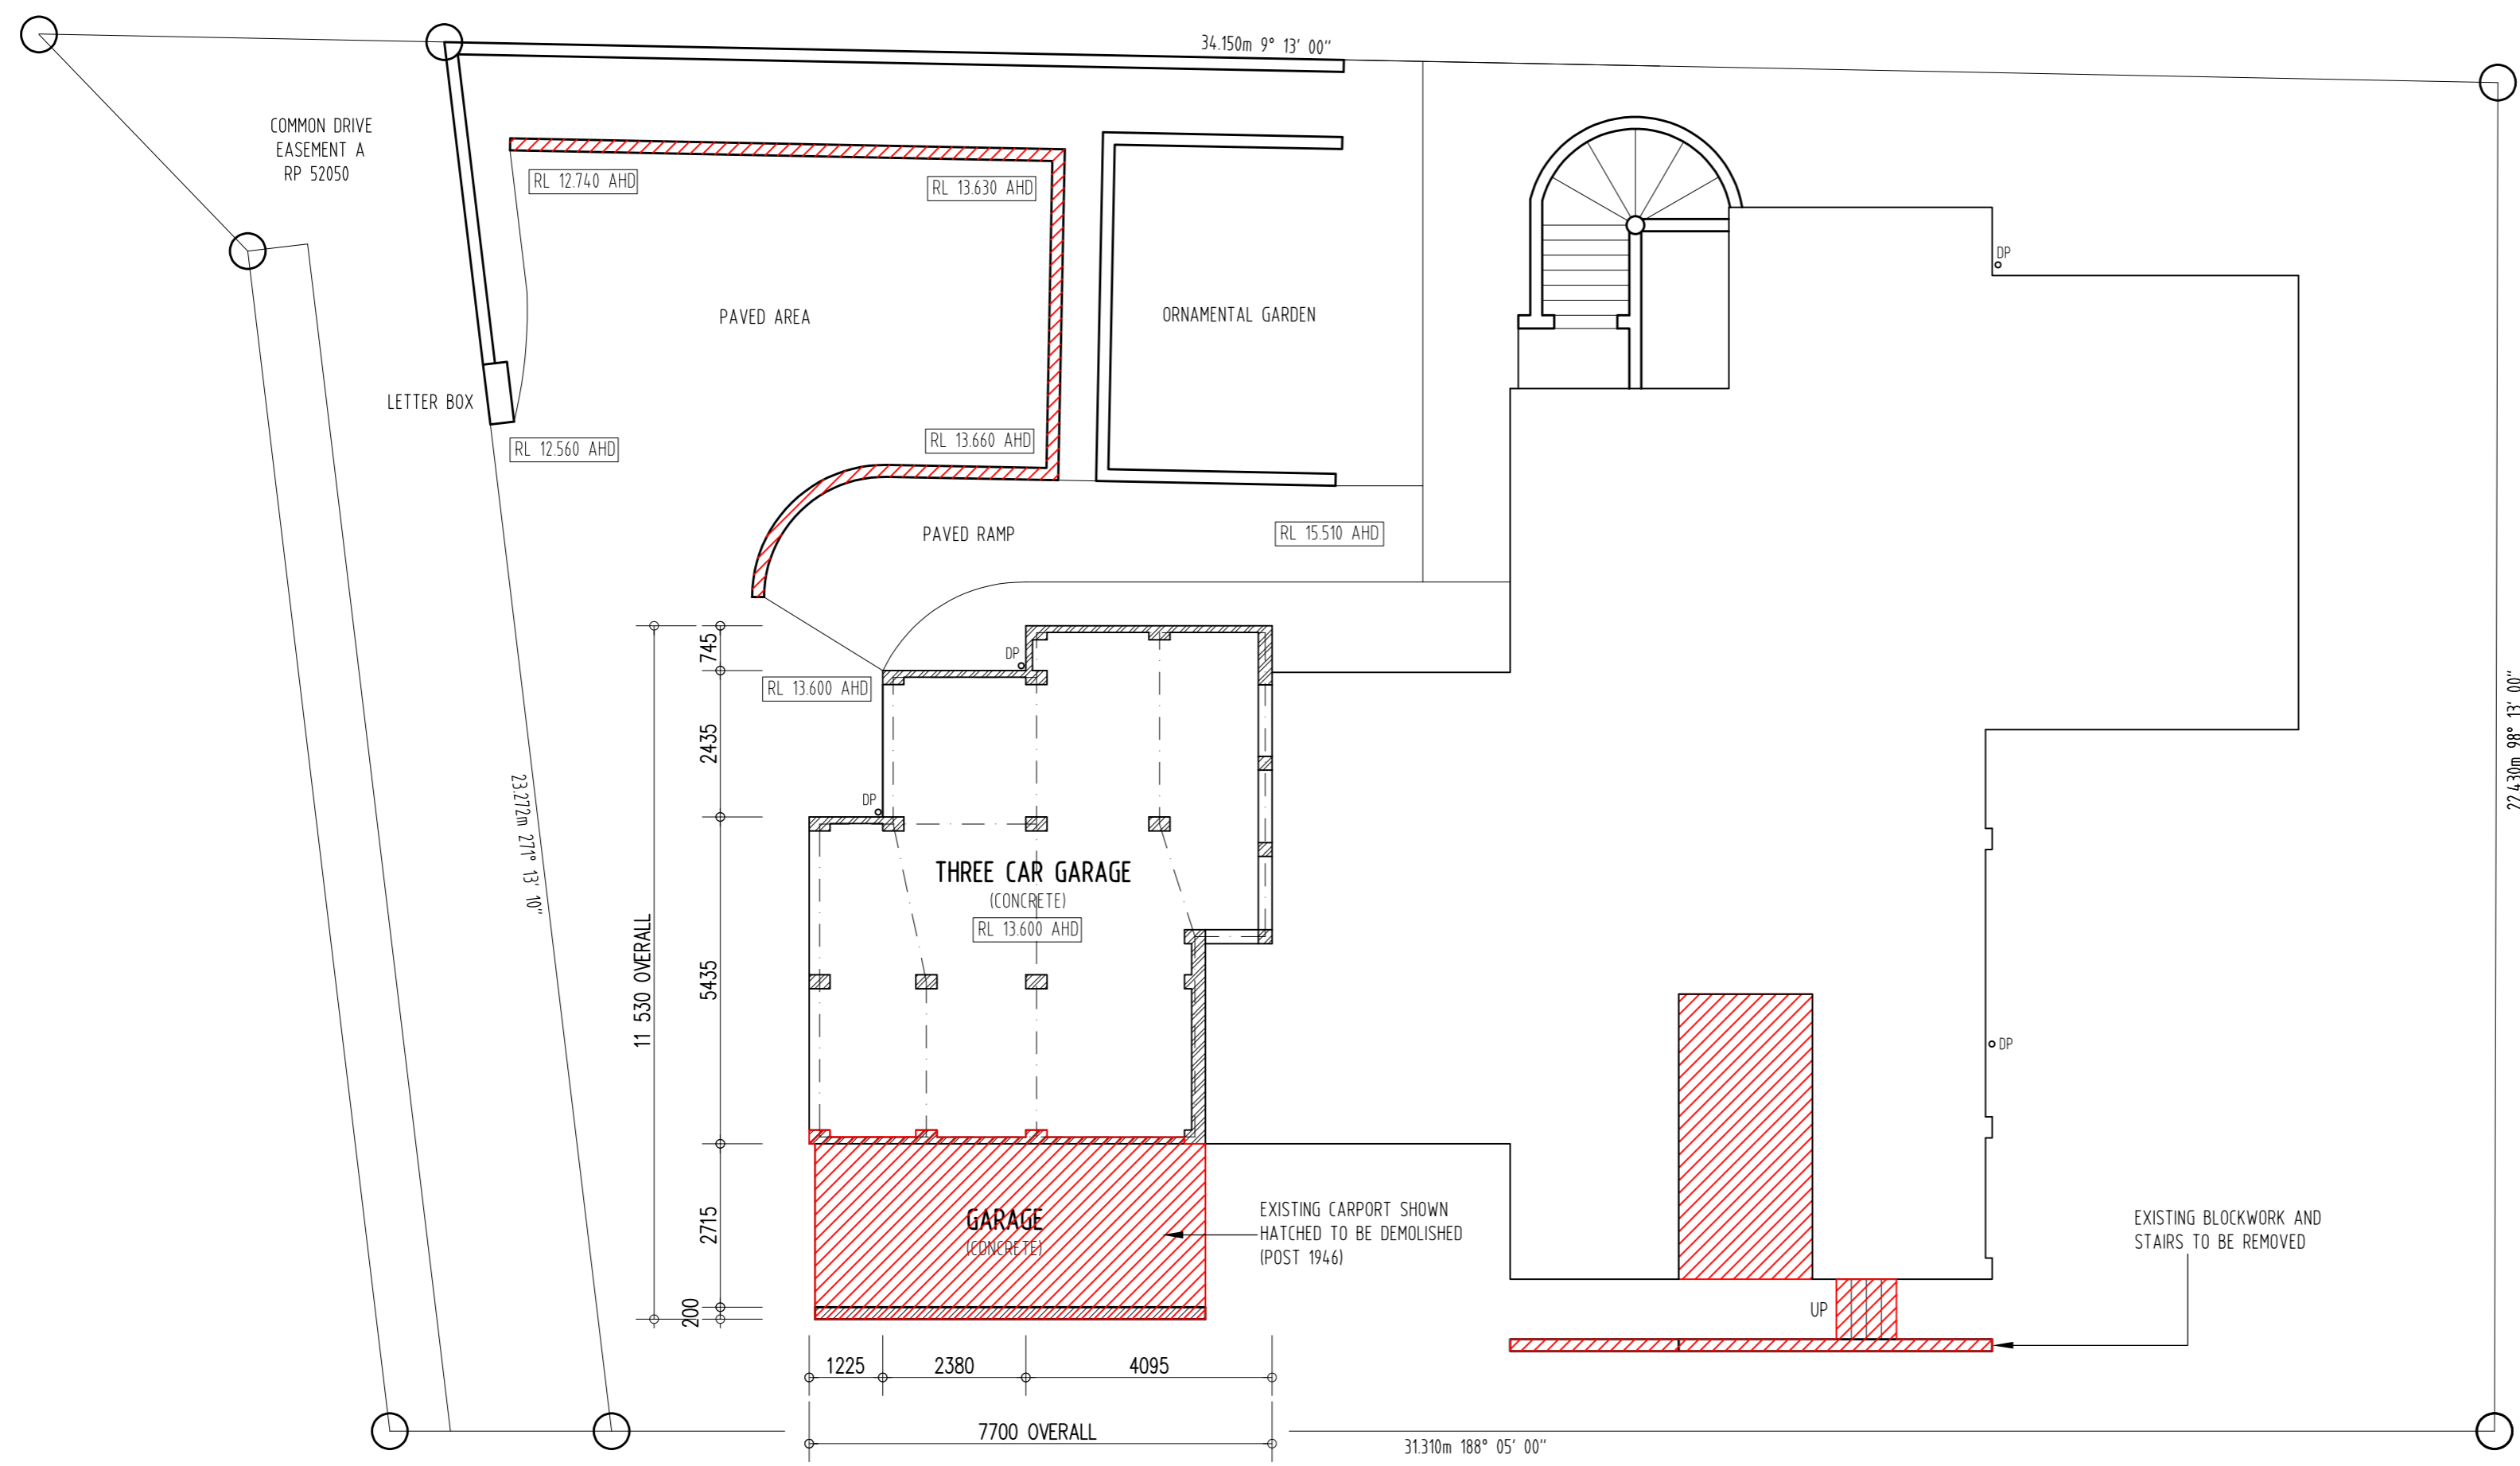 34.150m 9° 13' 00"
COMMON DRIVE
EASEMENT A
RP 52050
RL 12.740 AHD
RL 13.630 AHD
DP
PAVED AREA
ORNAMENTAL GARDEN
LETTER BOX
RL 12.560 AHD
RL 13.660 AHD
PAVED RAMP
RL 15.510 AHD
745
DP
RL 13.600 AHD
2435
22.430m 98° 13' 00"
23.272m 271° 13' 10"
DP
THREE CAR GARAGE
(CONCRETE)
RL 13.600 AHD
11 530 OVERALL
5435
DP
2715
GARAGE
(CONCRETE)
EXISTING CARPORT SHOWN
HATCHED TO BE DEMOLISHED
(POST 1946)
EXISTING BLOCKWORK AND
STAIRS TO BE REMOVED
200
UP
1225
2380
4095
7700 OVERALL
31.310m 188° 05' 00"